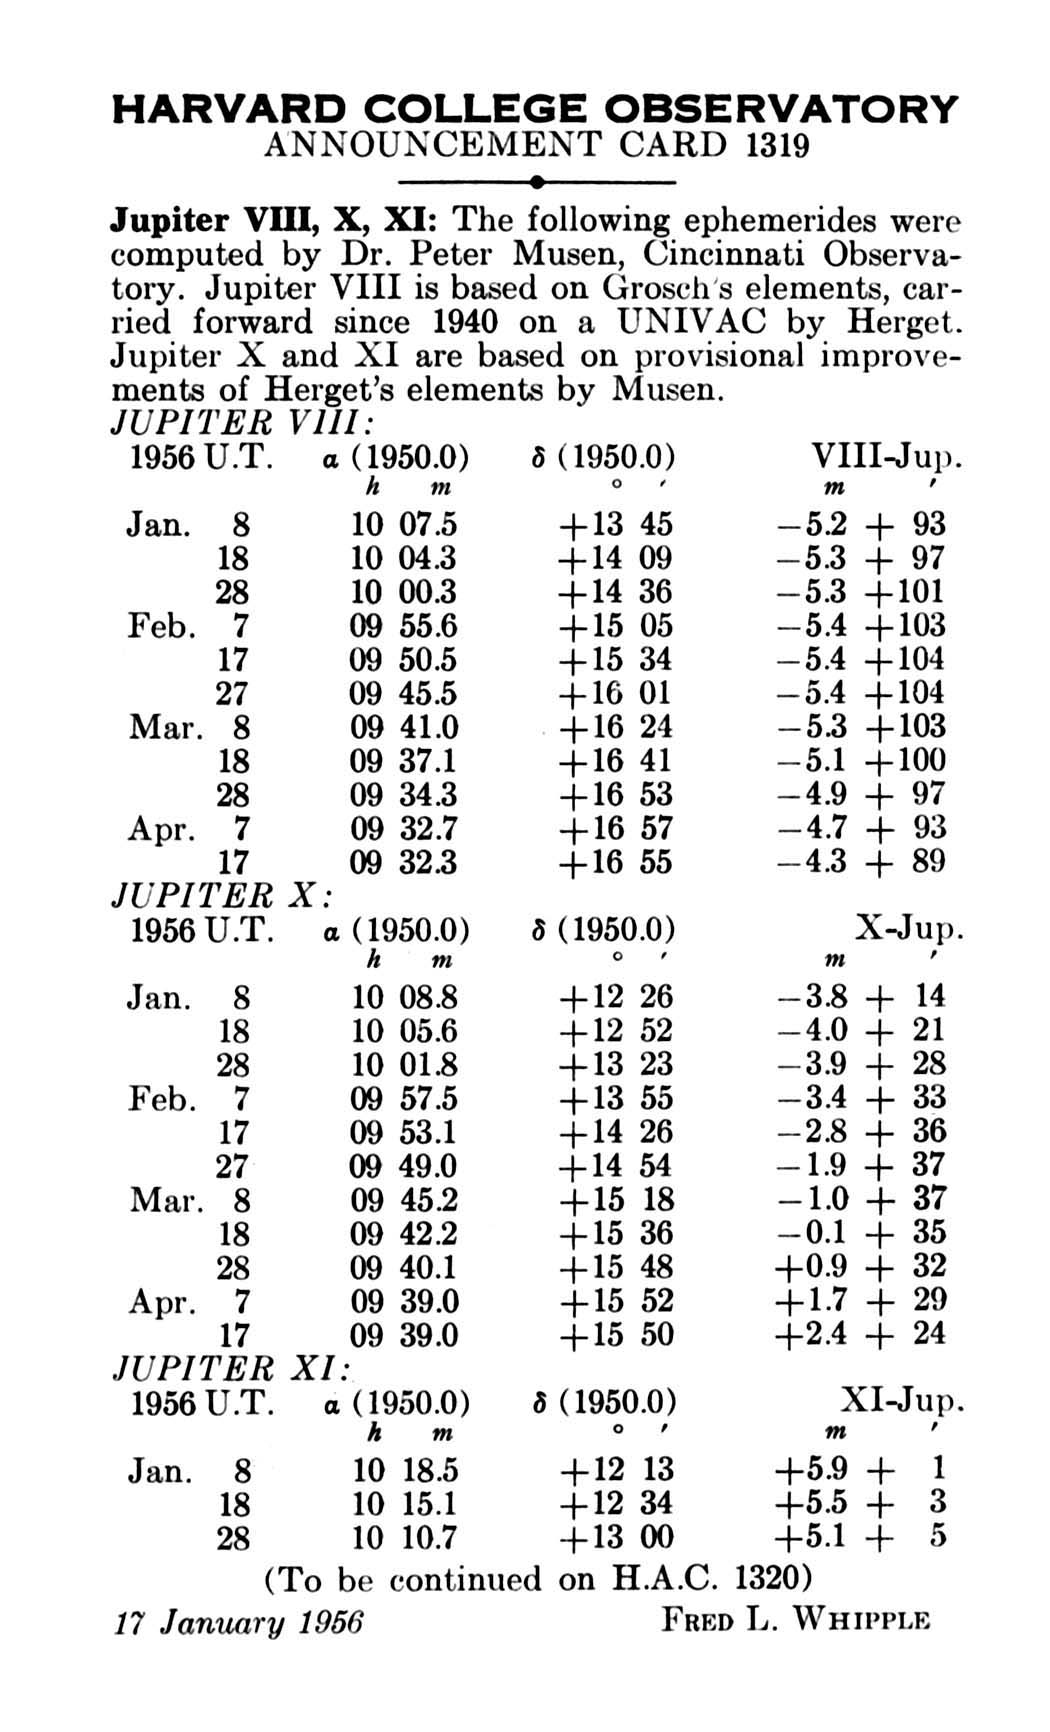 HARVARD COLLEGE OBSERVATORY
ANNOUNCEMENT CARD 1319
Jupiter VIII, X, XI: The following ephemerides were
computed by Dr. Peter Musen, Cincinnati Observa-
tory. Jupiter VIII is based on Grosch's elements, car-
ried forward since 1940 on a UNIVAC by Herget.
Jupiter X and XI are based on provisional improve-
ments of Herget's elements by Musen.
JUPITER VIII:
1956 U.T. α (1950.0) δ (1950.0) VIII-Jup.
h m ° ′ m ′
Jan. 8 10 07.5 +13 45 −5.2 + 93
18 10 04.3 +14 09 −5.3 + 97
28 10 00.3 +14 36 −5.3 +101
Feb. 7 09 55.6 +15 05 −5.4 +103
17 09 50.5 +15 34 −5.4 +104
27 09 45.5 +16 01 −5.4 +104
Mar. 8 09 41.0 +16 24 −5.3 +103
18 09 37.1 +16 41 −5.1 +100
28 09 34.3 +16 53 −4.9 + 97
Apr. 7 09 32.7 +16 57 −4.7 + 93
17 09 32.3 +16 55 −4.3 + 89
JUPITER X:
1956 U.T. α (1950.0) δ (1950.0) X-Jup.
h m ° ′ m ′
Jan. 8 10 08.8 +12 26 −3.8 + 14
18 10 05.6 +12 52 −4.0 + 21
28 10 01.8 +13 23 −3.9 + 28
Feb. 7 09 57.5 +13 55 −3.4 + 33
17 09 53.1 +14 26 −2.8 + 36
27 09 49.0 +14 54 −1.9 + 37
Mar. 8 09 45.2 +15 18 −1.0 + 37
18 09 42.2 +15 36 −0.1 + 35
28 09 40.1 +15 48 +0.9 + 32
Apr. 7 09 39.0 +15 52 +1.7 + 29
17 09 39.0 +15 50 +2.4 + 24
JUPITER XI:
1956 U.T. α (1950.0) δ (1950.0) XI-Jup.
h m ° ′ m ′
Jan. 8 10 18.5 +12 13 +5.9 + 1
18 10 15.1 +12 34 +5.5 + 3
28 10 10.7 +13 00 +5.1 + 5
(To be continued on H.A.C. 1320)
17 January 1956 FRED L. WHIPPLE